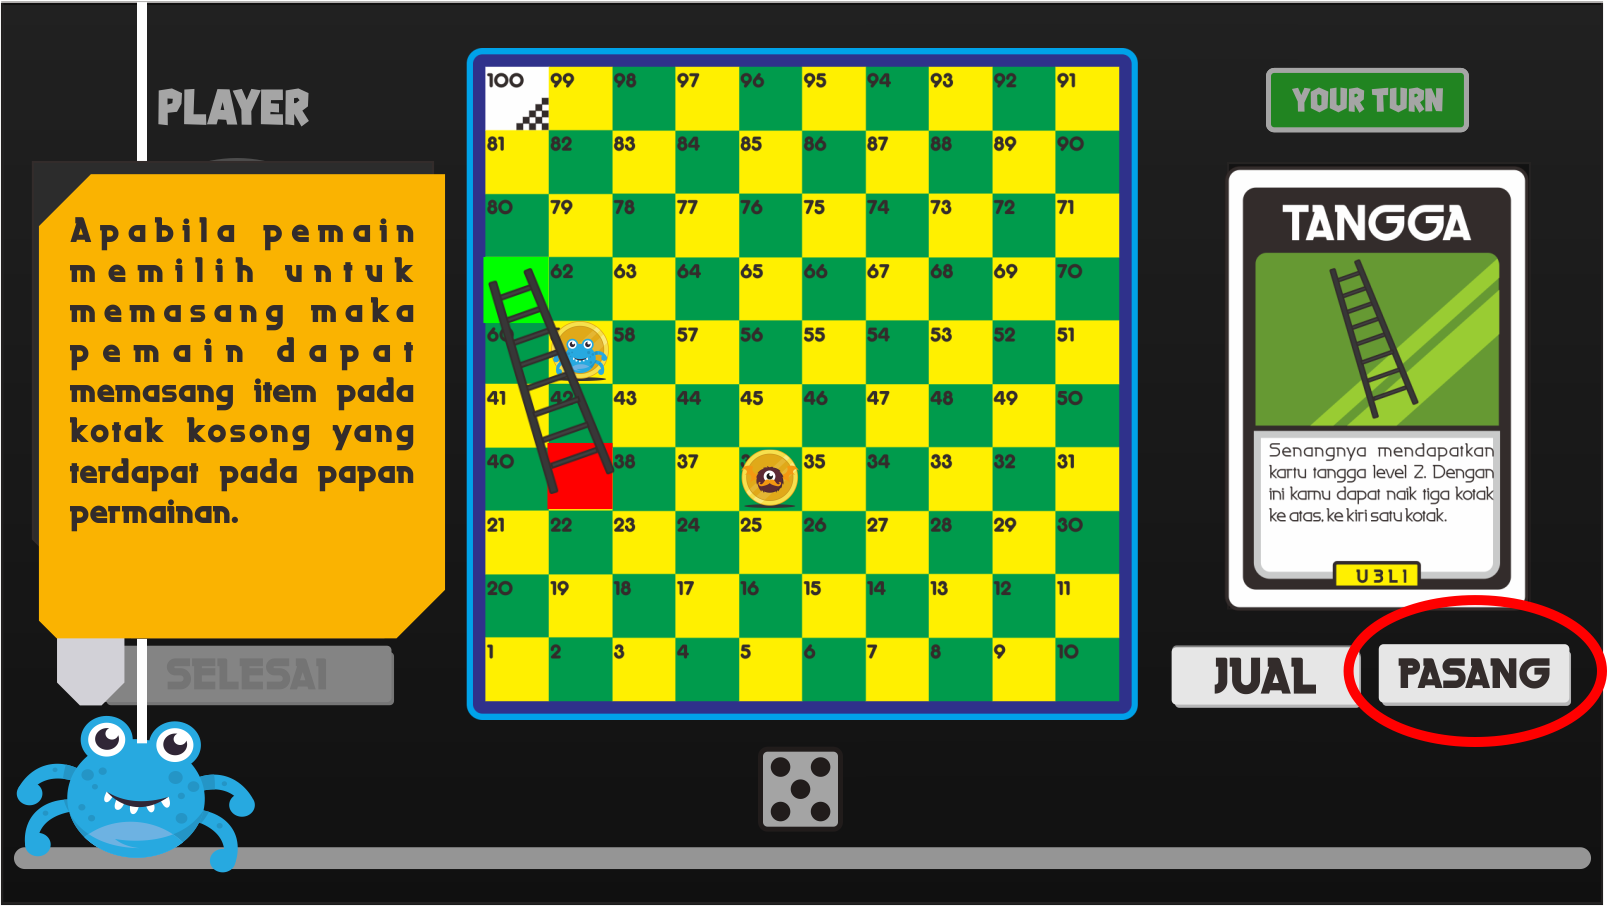 PLAYER
YOUR TURN
Apabila pemain
memilih untuk
memasang maka
pemain dapat
memasang item pada
kotak kosong yang
terdapat pada papan
permainan.
SELESAI
100 99 98 97 96 95 94 93 92 91
81 82 83 84 85 86 87 88 89 90
80 79 78 77 76 75 74 73 72 71
62 63 64 65 66 67 68 69 70
60 58 57 56 55 54 53 52 51
41 42 43 44 45 46 47 48 49 50
40 38 37 35 34 33 32 31
21 22 23 24 25 26 27 28 29 30
20 19 18 17 16 15 14 13 12 11
1 2 3 4 5 6 7 8 9 10
TANGGA
Senangnya mendapatkan
kartu tangga level 2. Dengan
ini kamu dapat naik tiga kotak
ke atas, ke kiri satu kotak.
U3L1
JUAL
PASANG